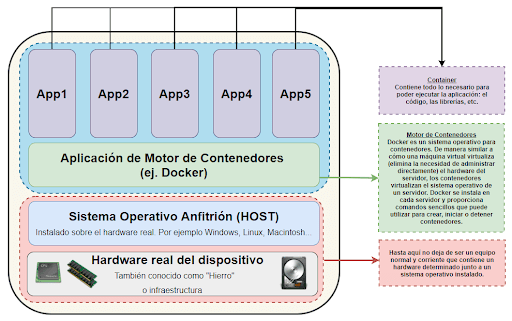 App1
App2
App3
App4
App5
Aplicación de Motor de Contenedores
(ej. Docker)
Sistema Operativo Anfitrión (HOST)
Instalado sobre el hardware real. Por ejemplo Windows, Linux, Macintosh...
Hardware real del dispositivo
También conocido como "Hierro"
o infraestructura
Container
Contiene todo lo necesario para
poder ejecutar la aplicación: el
código, las librerías, etc.
Motor de Contenedores
Docker es un sistema operativo para
contenedores. De manera similar a
cómo una máquina virtual virtualiza
(elimina la necesidad de administrar
directamente) el hardware del
servidor, los contenedores
virtualizan el sistema operativo de
un servidor. Docker se instala en
cada servidor y proporciona
comandos sencillos que puede
utilizar para crear, iniciar o detener
contenedores.
Hasta aquí no deja de ser un equipo
normal y corriente que contiene un
hardware determinado junto a un
sistema operativo instalado.